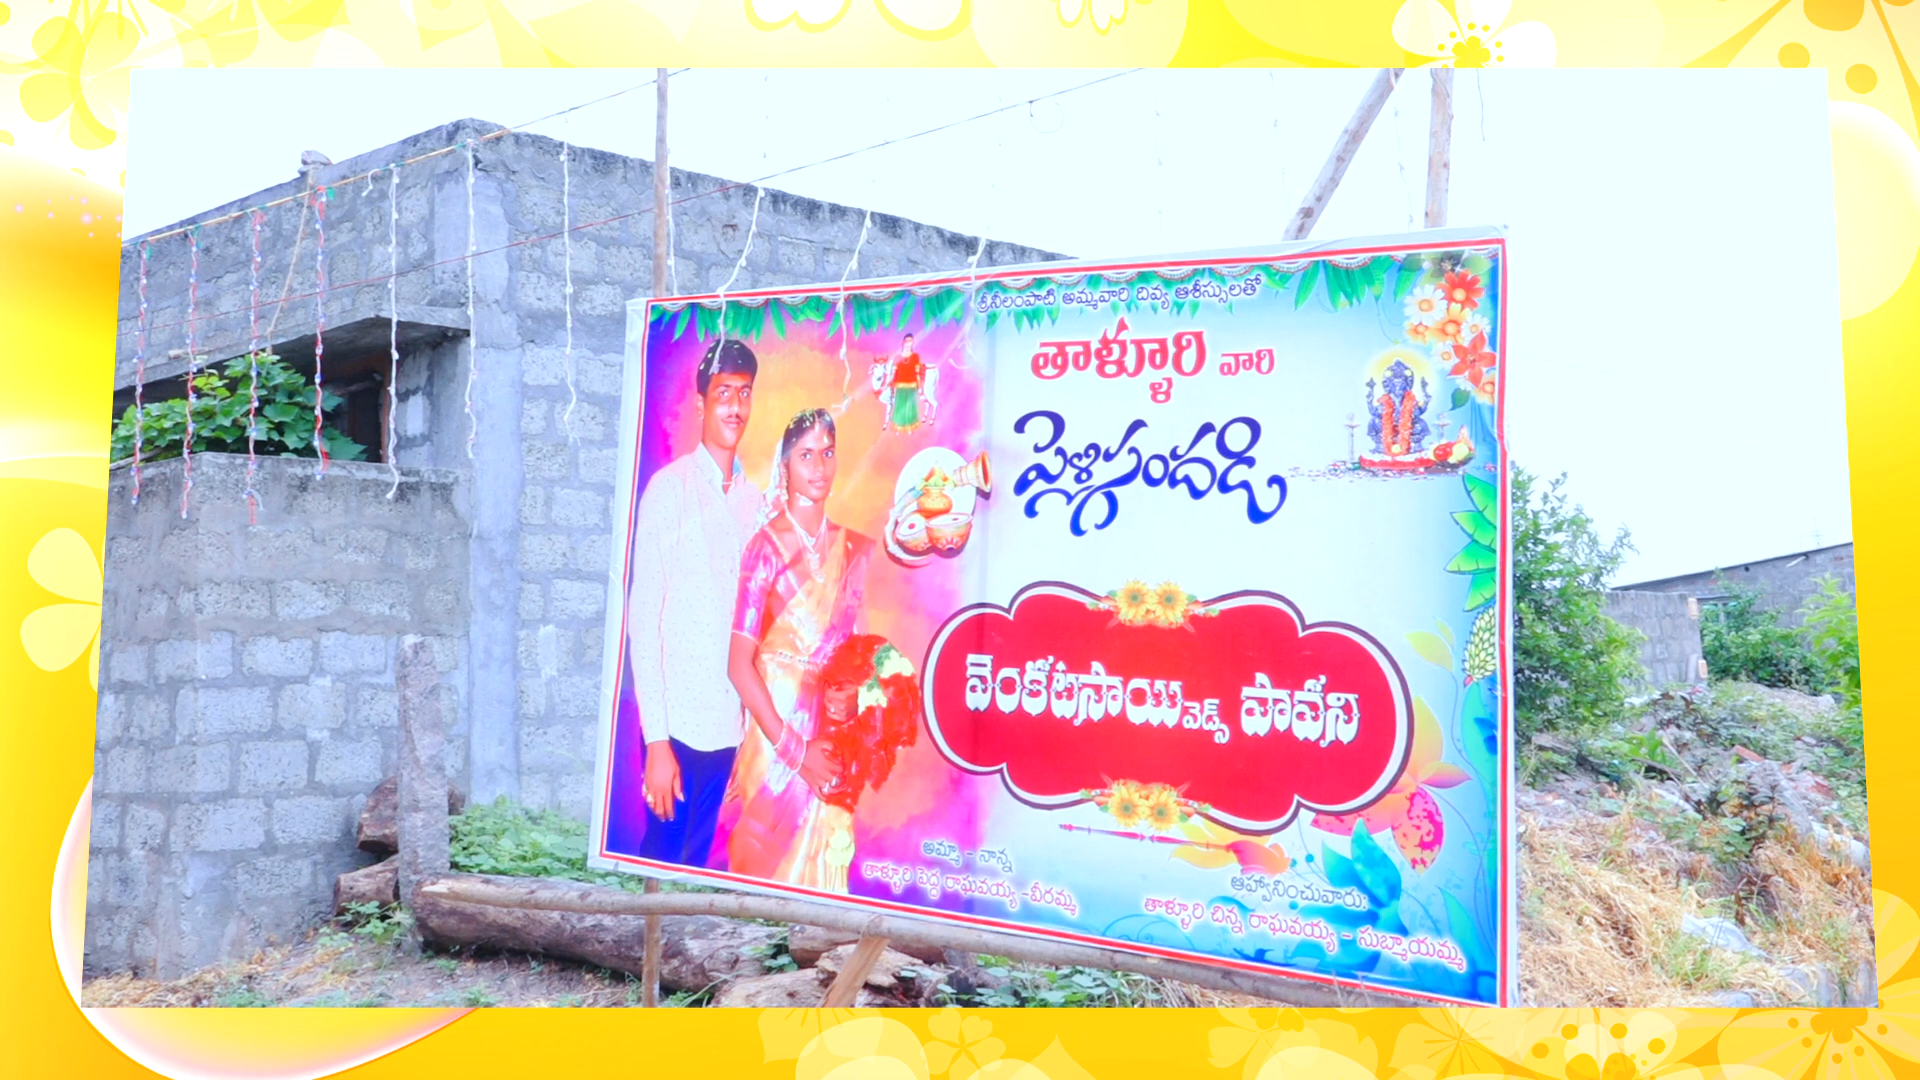 శ్రీనీలంపాటి అమ్మవారి దివ్య ఆశీస్సులతో
తాళ్ళూరి వారి
పెళ్లిసందడి
వేంకటసాయి వెడ్స్ పావని
అమ్మా - నాన్న
తాళ్ళూరి పెద్ద రాఘవయ్య - వీరమ్మ
ఆహ్వానించువారు:
తాళ్ళూరి చిన్న రాఘవయ్య - సుబ్మాయమ్మ